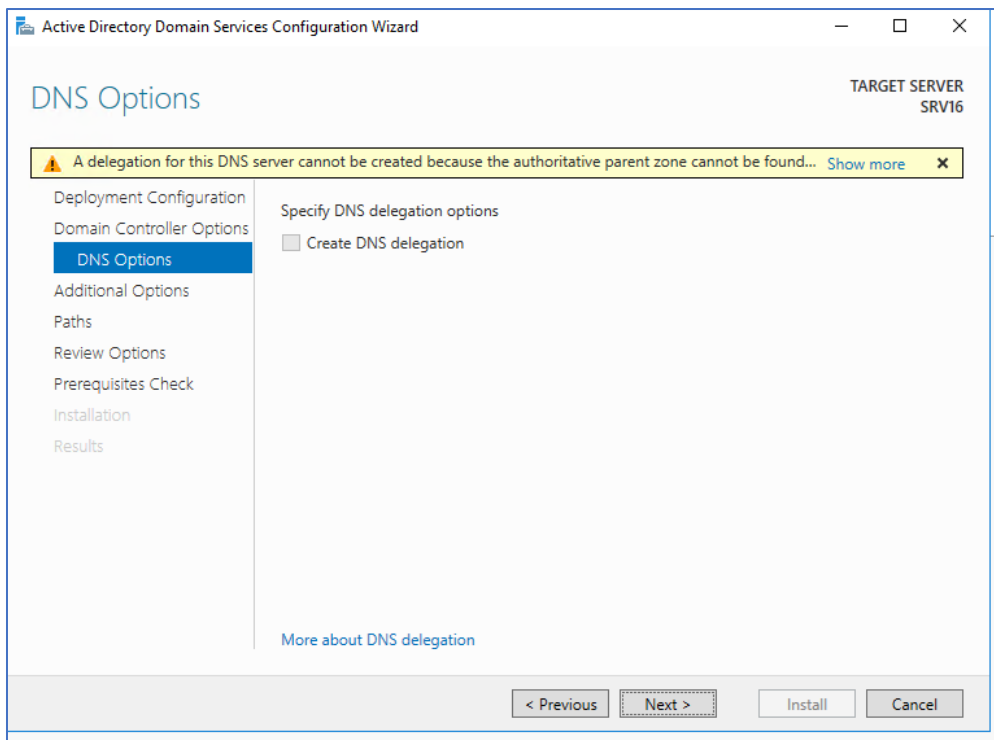 Active Directory Domain Services Configuration Wizard
DNS Options
TARGET SERVER
SRV16
A delegation for this DNS server cannot be created because the authoritative parent zone cannot be found... Show more
Deployment Configuration
Domain Controller Options
DNS Options
Additional Options
Paths
Review Options
Prerequisites Check
Installation
Results
Specify DNS delegation options
Create DNS delegation
More about DNS delegation
< Previous
Next >
Install
Cancel